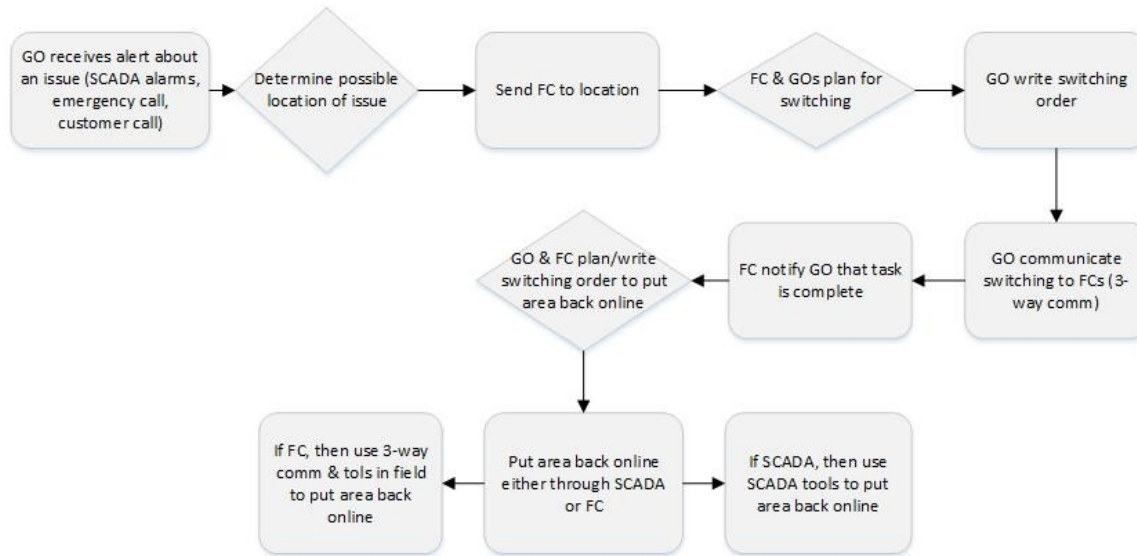 GO receives alert about
an issue (SCADA alarms,
emergency call,
customer call)
Determine possible
location of issue
Send FC to location
FC & GOs plan for
switching
GO write switching
order
GO communicate
switching to FCs (3-
way comm)
FC notify GO that task
is complete
GO & FC plan/write
switching order to put
area back online
Put area back online
either through SCADA
or FC
If FC, then use 3-way
comm & tols in field
to put area back
online
If SCADA, then use
SCADA tools to put
area back online